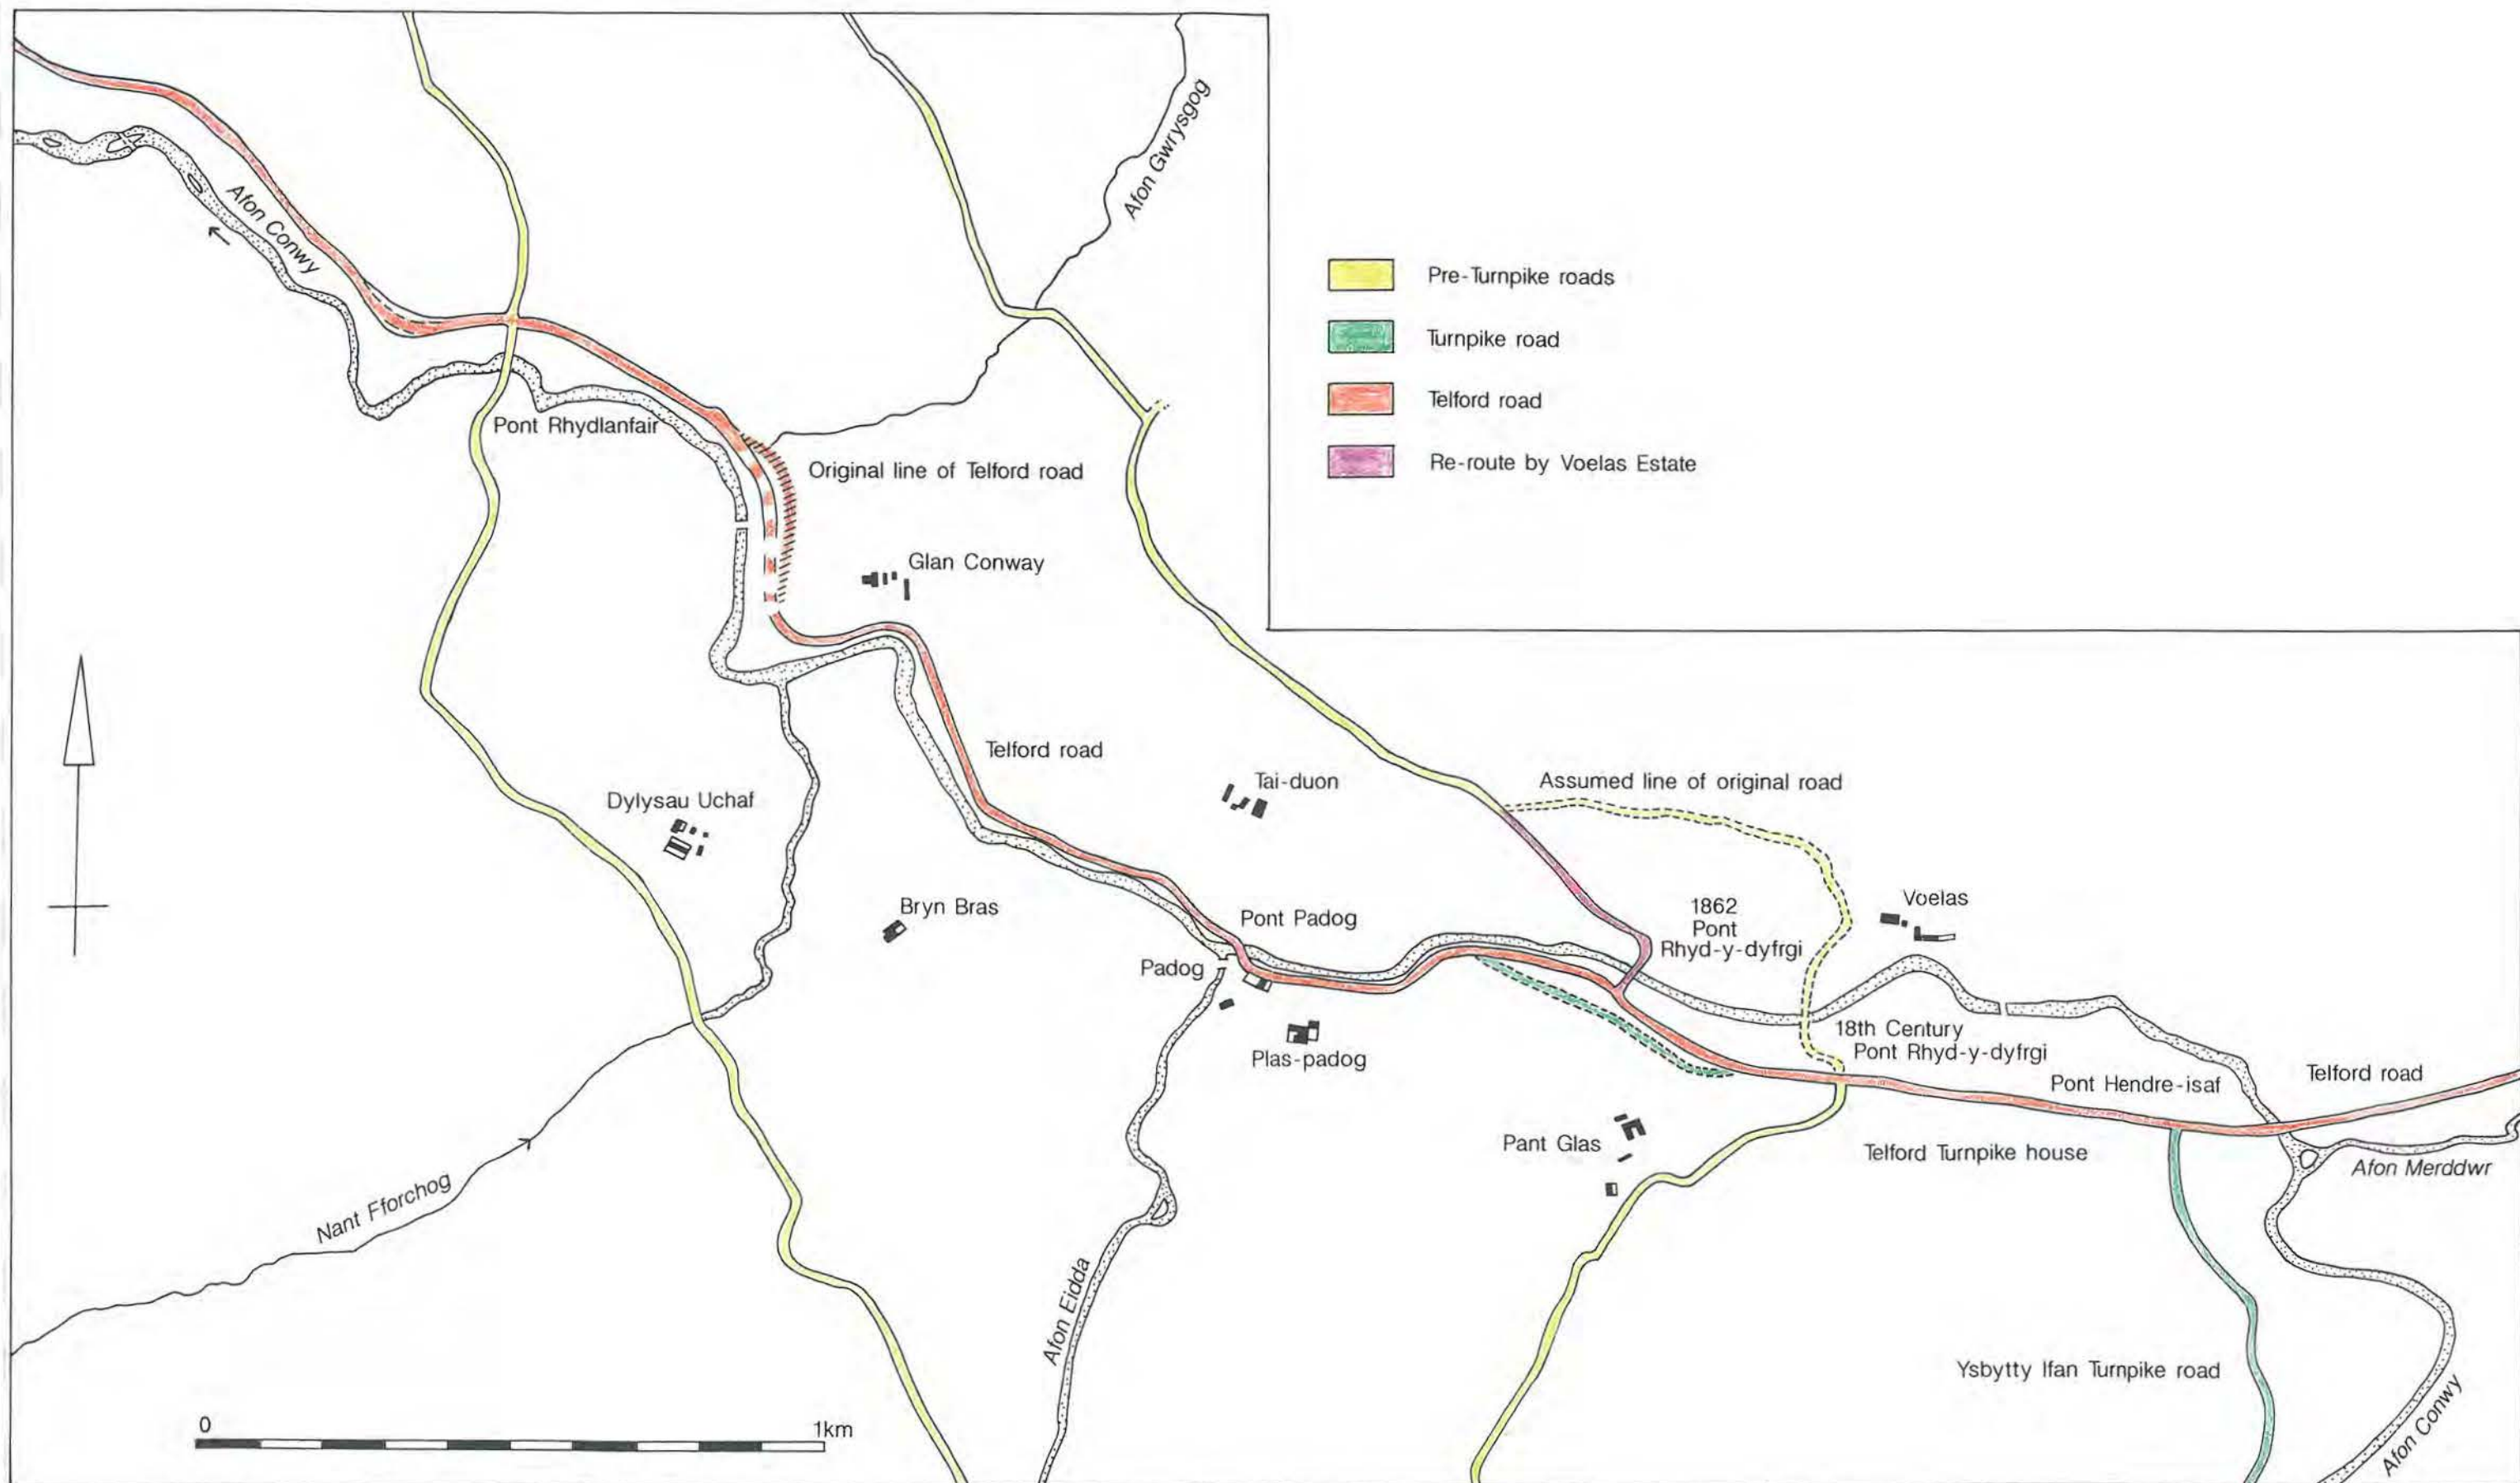 Afon Conwy
Afon Gwrysgog
Pre-Turnpike roads
Turnpike road
Telford road
Re-route by Voelas Estate
Pont Rhydlanfair
Original line of Telford road
Glan Conway
Telford road
Tai-duon
Assumed line of original road
Dylysau Uchaf
Bryn Bras
Pont Padog
1862
Pont
Rhyd-y-dyfrgi
Voelas
Padog
18th Century
Pont Rhyd-y-dyfrgi
Plas-padog
Pont Hendre-isaf
Telford road
Pant Glas
Telford Turnpike house
Afon Merddwr
Nant Fforchog
Afon Eidda
Ysbytty Ifan Turnpike road
Afon Conwy
0
1km